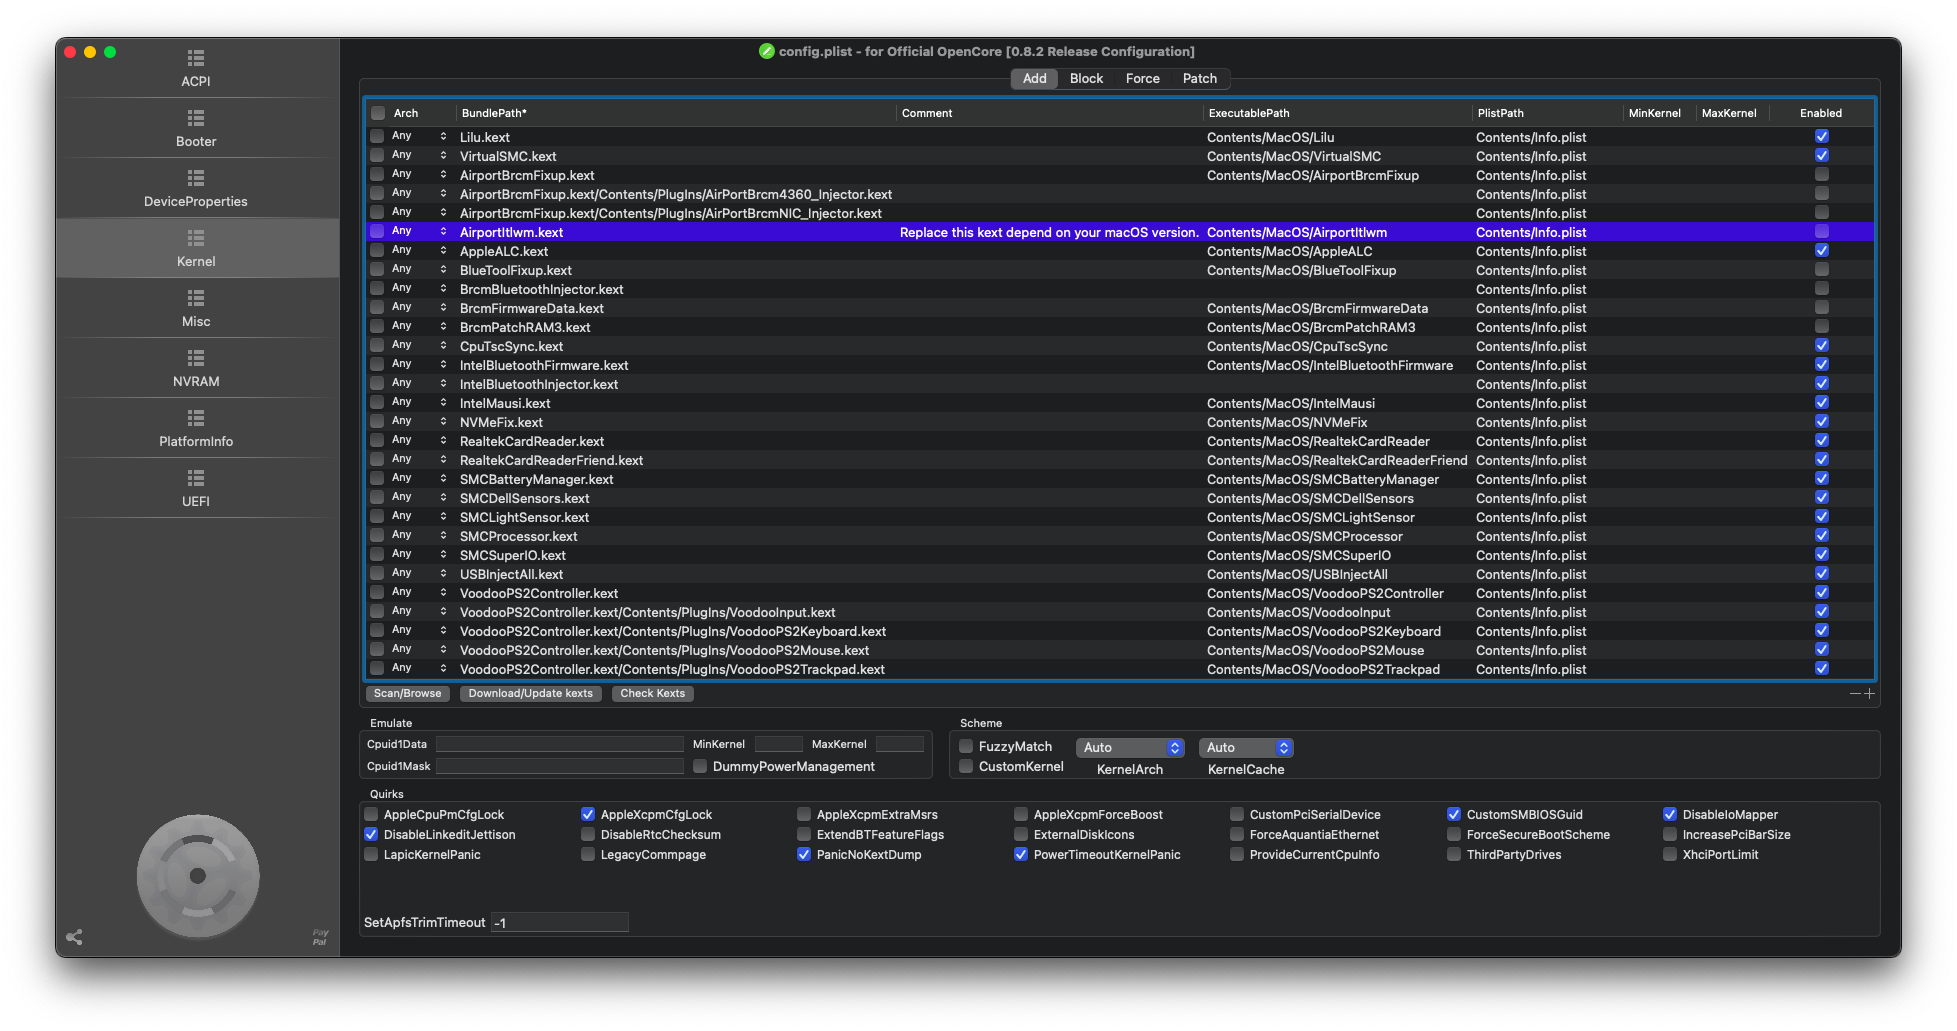 config.plist - for Official OpenCore [0.8.2 Release Configuration]
ACPI
Booter
DeviceProperties
Kernel
Misc
NVRAM
PlatformInfo
UEFI
Pay
Pal
Add Block Force Patch
Arch BundlePath* Comment ExecutablePath PlistPath MinKernel MaxKernel Enabled
Any Lilu.kext Contents/MacOS/Lilu Contents/Info.plist
Any VirtualSMC.kext Contents/MacOS/VirtualSMC Contents/Info.plist
Any AirportBrcmFixup.kext Contents/MacOS/AirportBrcmFixup Contents/Info.plist
Any AirportBrcmFixup.kext/Contents/PlugIns/AirPortBrcm4360_Injector.kext Contents/Info.plist
Any AirportBrcmFixup.kext/Contents/PlugIns/AirPortBrcmNIC_Injector.kext Contents/Info.plist
Any AirportItlwm.kext Replace this kext depend on your macOS version. Contents/MacOS/AirportItlwm Contents/Info.plist
Any AppleALC.kext Contents/MacOS/AppleALC Contents/Info.plist
Any BlueToolFixup.kext Contents/MacOS/BlueToolFixup Contents/Info.plist
Any BrcmBluetoothInjector.kext Contents/Info.plist
Any BrcmFirmwareData.kext Contents/MacOS/BrcmFirmwareData Contents/Info.plist
Any BrcmPatchRAM3.kext Contents/MacOS/BrcmPatchRAM3 Contents/Info.plist
Any CpuTscSync.kext Contents/MacOS/CpuTscSync Contents/Info.plist
Any IntelBluetoothFirmware.kext Contents/MacOS/IntelBluetoothFirmware Contents/Info.plist
Any IntelBluetoothInjector.kext Contents/Info.plist
Any IntelMausi.kext Contents/MacOS/IntelMausi Contents/Info.plist
Any NVMeFix.kext Contents/MacOS/NVMeFix Contents/Info.plist
Any RealtekCardReader.kext Contents/MacOS/RealtekCardReader Contents/Info.plist
Any RealtekCardReaderFriend.kext Contents/MacOS/RealtekCardReaderFriend Contents/Info.plist
Any SMCBatteryManager.kext Contents/MacOS/SMCBatteryManager Contents/Info.plist
Any SMCDellSensors.kext Contents/MacOS/SMCDellSensors Contents/Info.plist
Any SMCLightSensor.kext Contents/MacOS/SMCLightSensor Contents/Info.plist
Any SMCProcessor.kext Contents/MacOS/SMCProcessor Contents/Info.plist
Any SMCSuperIO.kext Contents/MacOS/SMCSuperIO Contents/Info.plist
Any USBInjectAll.kext Contents/MacOS/USBInjectAll Contents/Info.plist
Any VoodooPS2Controller.kext Contents/MacOS/VoodooPS2Controller Contents/Info.plist
Any VoodooPS2Controller.kext/Contents/PlugIns/VoodooInput.kext Contents/MacOS/VoodooInput Contents/Info.plist
Any VoodooPS2Controller.kext/Contents/PlugIns/VoodooPS2Keyboard.kext Contents/MacOS/VoodooPS2Keyboard Contents/Info.plist
Any VoodooPS2Controller.kext/Contents/PlugIns/VoodooPS2Mouse.kext Contents/MacOS/VoodooPS2Mouse Contents/Info.plist
Any VoodooPS2Controller.kext/Contents/PlugIns/VoodooPS2Trackpad.kext Contents/MacOS/VoodooPS2Trackpad Contents/Info.plist
Scan/Browse Download/Update kexts Check Kexts
Emulate
Cpuid1Data MinKernel MaxKernel
Cpuid1Mask DummyPowerManagement
Scheme
FuzzyMatch Auto Auto
CustomKernel KernelArch KernelCache
Quirks
AppleCpuPmCfgLock AppleXcpmCfgLock AppleXcpmExtraMsrs AppleXcpmForceBoost CustomPciSerialDevice CustomSMBIOSGuid DisableIoMapper
DisableLinkeditJettison DisableRtcChecksum ExtendBTFeatureFlags ExternalDiskIcons ForceAquantiaEthernet ForceSecureBootScheme IncreasePciBarSize
LapicKernelPanic LegacyCommpage PanicNoKextDump PowerTimeoutKernelPanic ProvideCurrentCpuInfo ThirdPartyDrives XhciPortLimit
SetApfsTrimTimeout -1